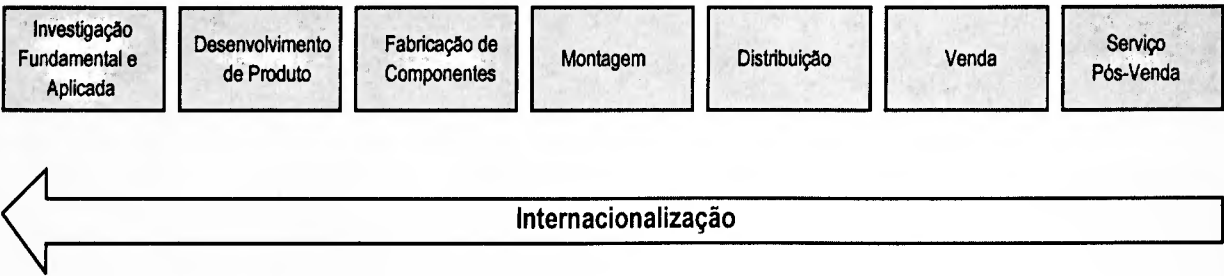 Investigação
Fundamental e
Aplicada
Desenvolvimento
de Produto
Fabricação de
Componentes
Montagem
Distribuição
Venda
Serviço
Pós-Venda
Internacionalização